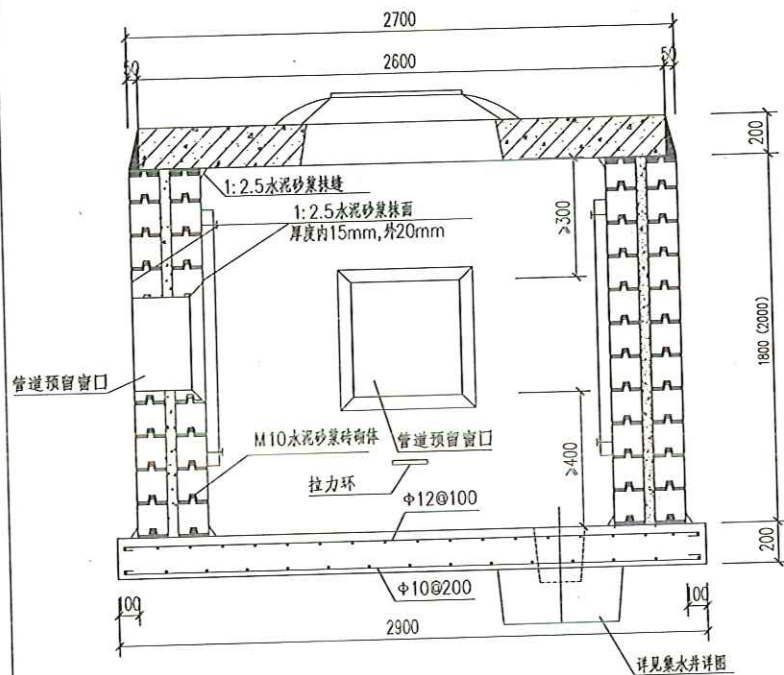 2700
50
2600
50
200
1:2.5水泥砂浆抹缝
1:2.5水泥砂浆抹面
厚度内15mm,外20mm
≥300
1800 (2000)
管道预留窗口
M10水泥砂浆砖砌体
管道预留窗口
≥400
拉力环
Φ12@100
200
Φ10@200
100
100
2900
详见集水井详图